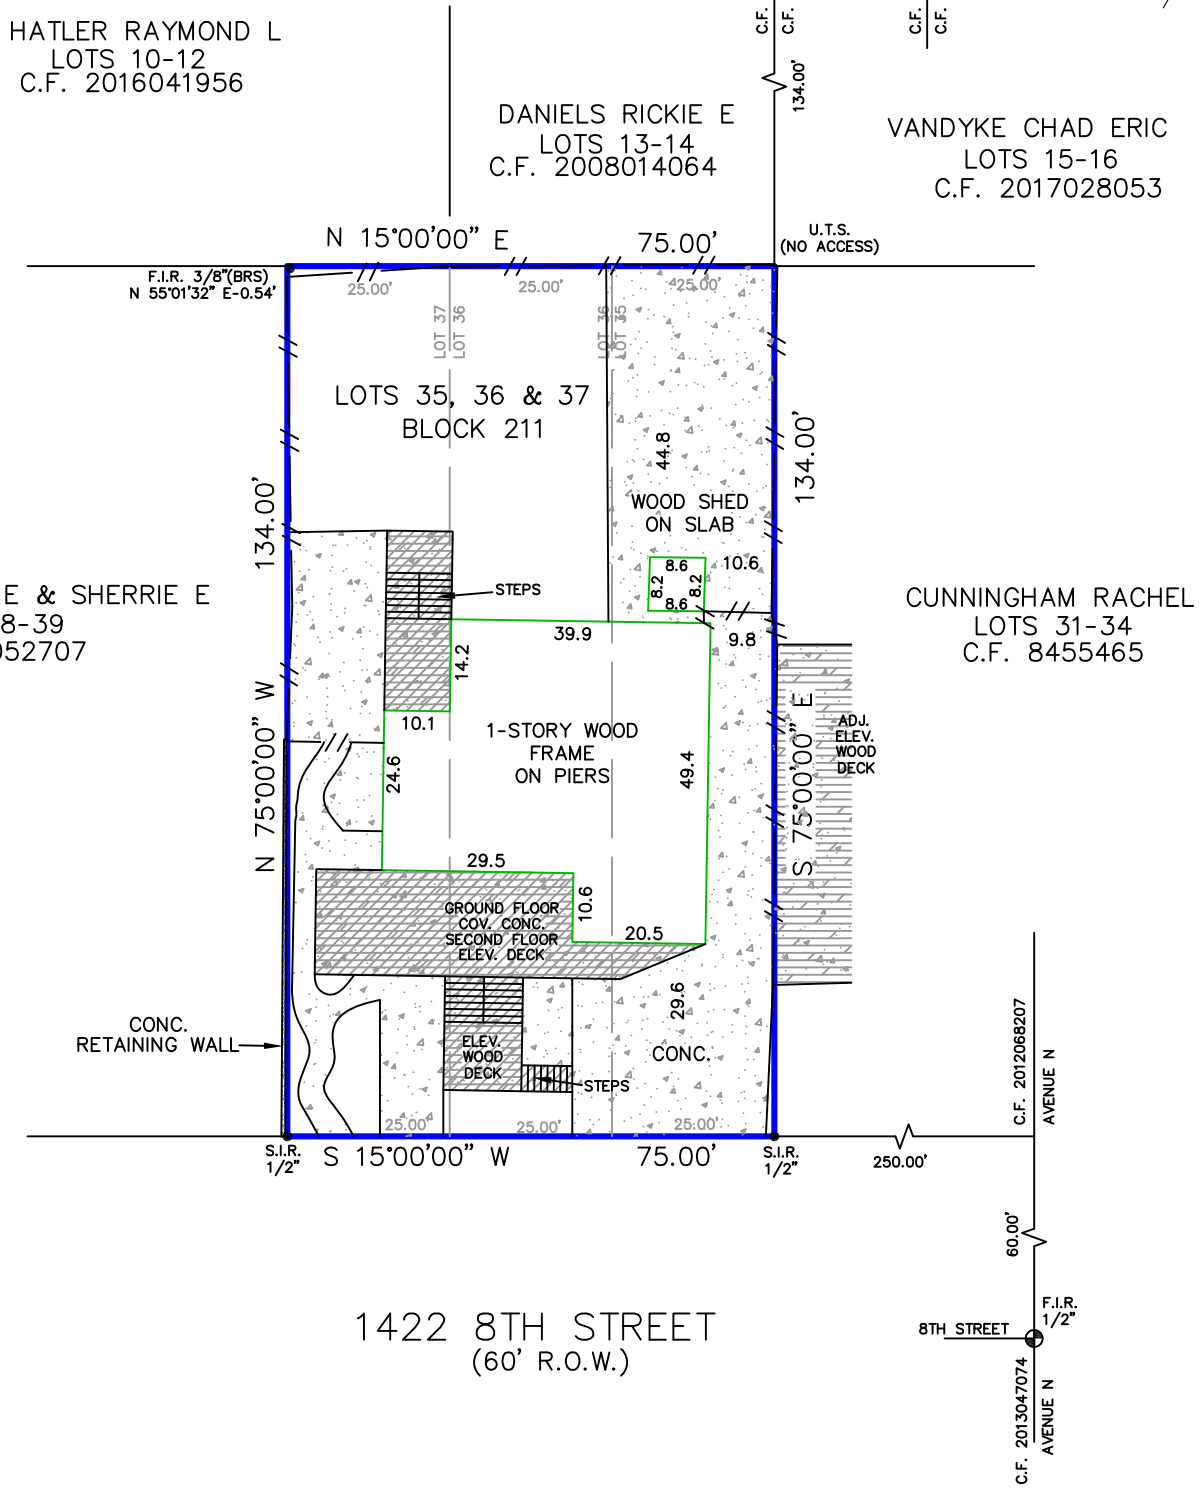 HATLER RAYMOND L
LOTS 10-12
C.F. 2016041956
C.F.
C.F.
C.F.
C.F.
134.00'
DANIELS RICKIE E
LOTS 13-14
C.F. 2008014064
VANDYKE CHAD ERIC
LOTS 15-16
C.F. 2017028053
N 15°00'00" E
75.00'
U.T.S.
(NO ACCESS)
F.I.R. 3/8"(BRS)
N 55°01'32" E-0.54'
25.00'
25.00'
25.00'
LOT 37
LOT 36
LOT 36
LOT 35
LOTS 35, 36 & 37
BLOCK 211
44.8
134.00'
134.00'
WOOD SHED
ON SLAB
8.6
8.2
8.2
8.6
10.6
STEPS
E & SHERRIE E
8-39
052707
CUNNINGHAM RACHEL
LOTS 31-34
C.F. 8455465
39.9
9.8
14.2
10.1
1-STORY WOOD
FRAME
ON PIERS
24.6
49.4
N 75°00'00" W
S 75°00'00" E
ADJ.
ELEV.
WOOD
DECK
29.5
10.6
20.5
GROUND FLOOR
COV. CONC.
SECOND FLOOR
ELEV. DECK
29.6
CONC.
RETAINING WALL
ELEV.
WOOD
DECK
CONC.
STEPS
C.F. 2012068207
AVENUE N
25.00'
25.00'
25.00'
S.I.R.
1/2"
S 15°00'00" W
75.00'
S.I.R.
1/2"
250.00'
60.00'
1422 8TH STREET
(60' R.O.W.)
8TH STREET
F.I.R.
1/2"
C.F. 2013047074
AVENUE N